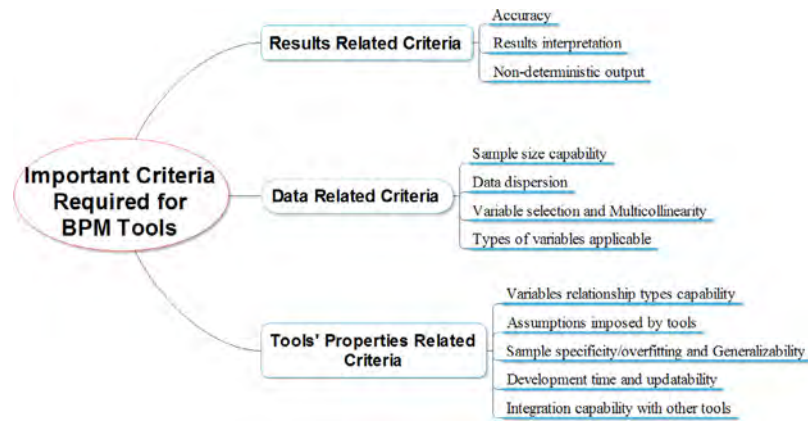 Important Criteria
Required for
BPM Tools
Results Related Criteria
Accuracy
Results interpretation
Non-deterministic output
Data Related Criteria
Sample size capability
Data dispersion
Variable selection and Multicollinearity
Types of variables applicable
Tools' Properties Related
Criteria
Variables relationship types capability
Assumptions imposed by tools
Sample specificity/overfitting and Generalizability
Development time and updatability
Integration capability with other tools